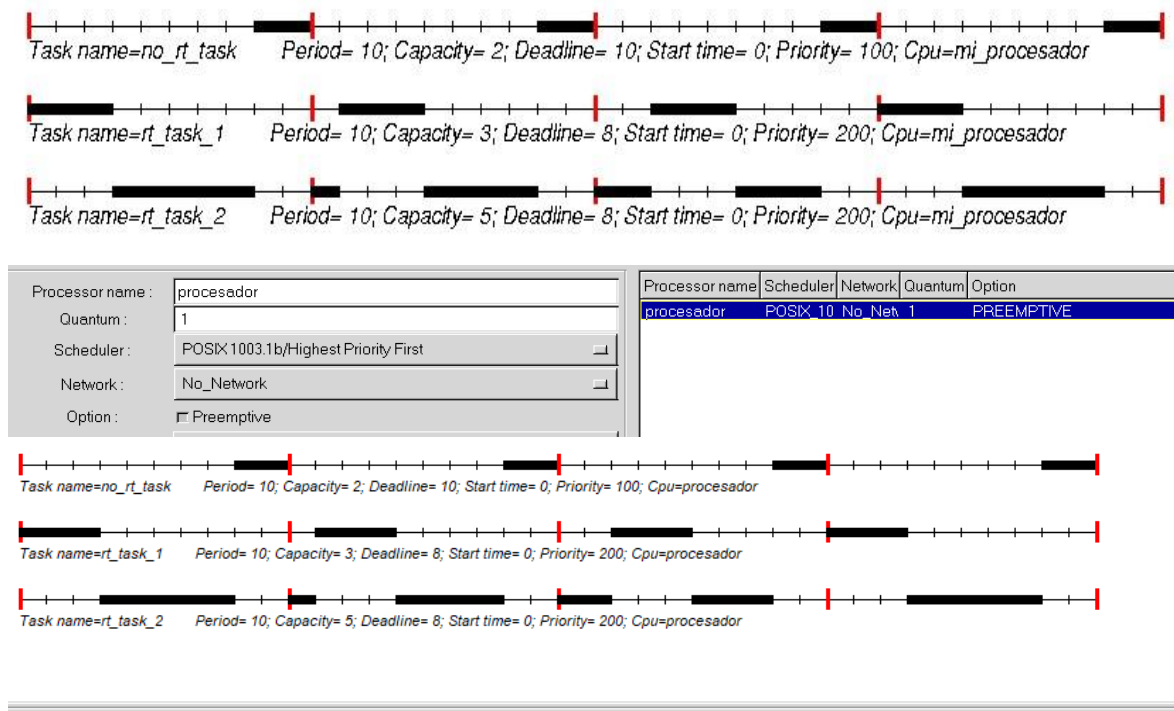 Task name=no_rt_task Period= 10; Capacity= 2; Deadline= 10; Start time= 0; Priority= 100; Cpu=mi_procesador
Task name=rt_task_1 Period= 10; Capacity= 3; Deadline= 8; Start time= 0; Priority= 200; Cpu=mi_procesador
Task name=rt_task_2 Period= 10; Capacity= 5; Deadline= 8; Start time= 0; Priority= 200; Cpu=mi_procesador
Processor name : procesador
Quantum : 1
Scheduler : POSIX 1003.1b/Highest Priority First
Network : No_Network
Option : Preemptive
Processor name Scheduler Network Quantum Option
procesador POSIX_10 No_Net 1 PREEMPTIVE
Task name=no_rt_task Period= 10; Capacity= 2; Deadline= 10; Start time= 0; Priority= 100; Cpu=procesador
Task name=rt_task_1 Period= 10; Capacity= 3; Deadline= 8; Start time= 0; Priority= 200; Cpu=procesador
Task name=rt_task_2 Period= 10; Capacity= 5; Deadline= 8; Start time= 0; Priority= 200; Cpu=procesador